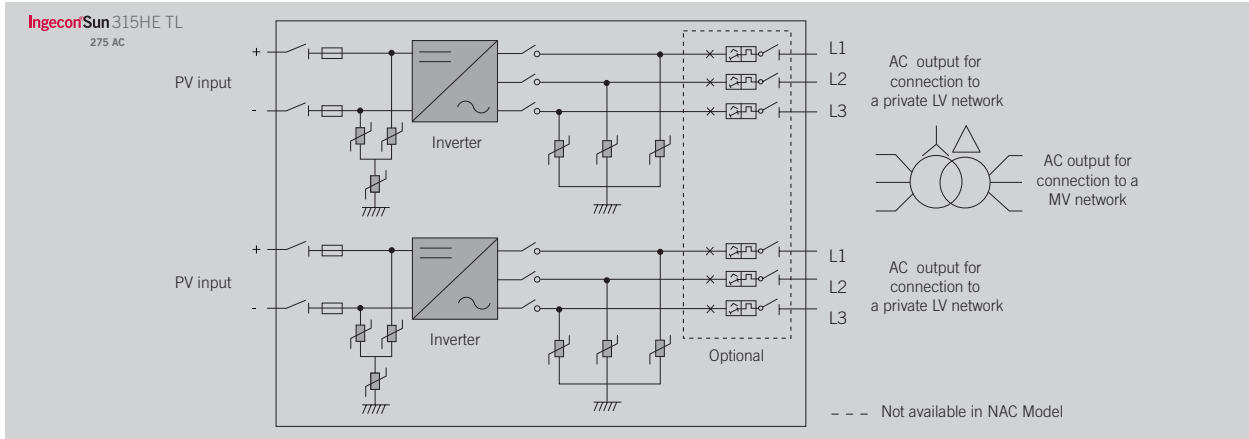 Ingecon®Sun 315HE TL
275 AC
+
PV input
-
Inverter
L1
L2
L3
AC output for
connection to
a private LV network
AC output for
connection to a
MV network
+
PV input
-
Inverter
L1
L2
L3
AC output for
connection to
a private LV network
Optional
Not available in NAC Model